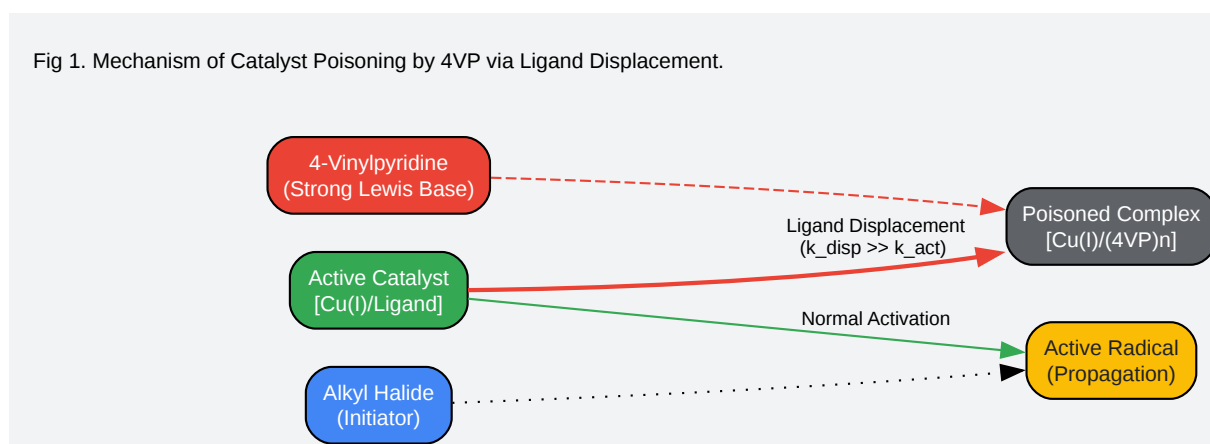 Fig 1. Mechanism of Catalyst Poisoning by 4VP via Ligand Displacement.
4-Vinylpyridine
(Strong Lewis Base)
Poisoned Complex
[Cu(I)/(4VP)n]
Ligand Displacement
(k_disp >> k_act)
Active Catalyst
[Cu(I)/Ligand]
Normal Activation
Active Radical
(Propagation)
Alkyl Halide
(Initiator)